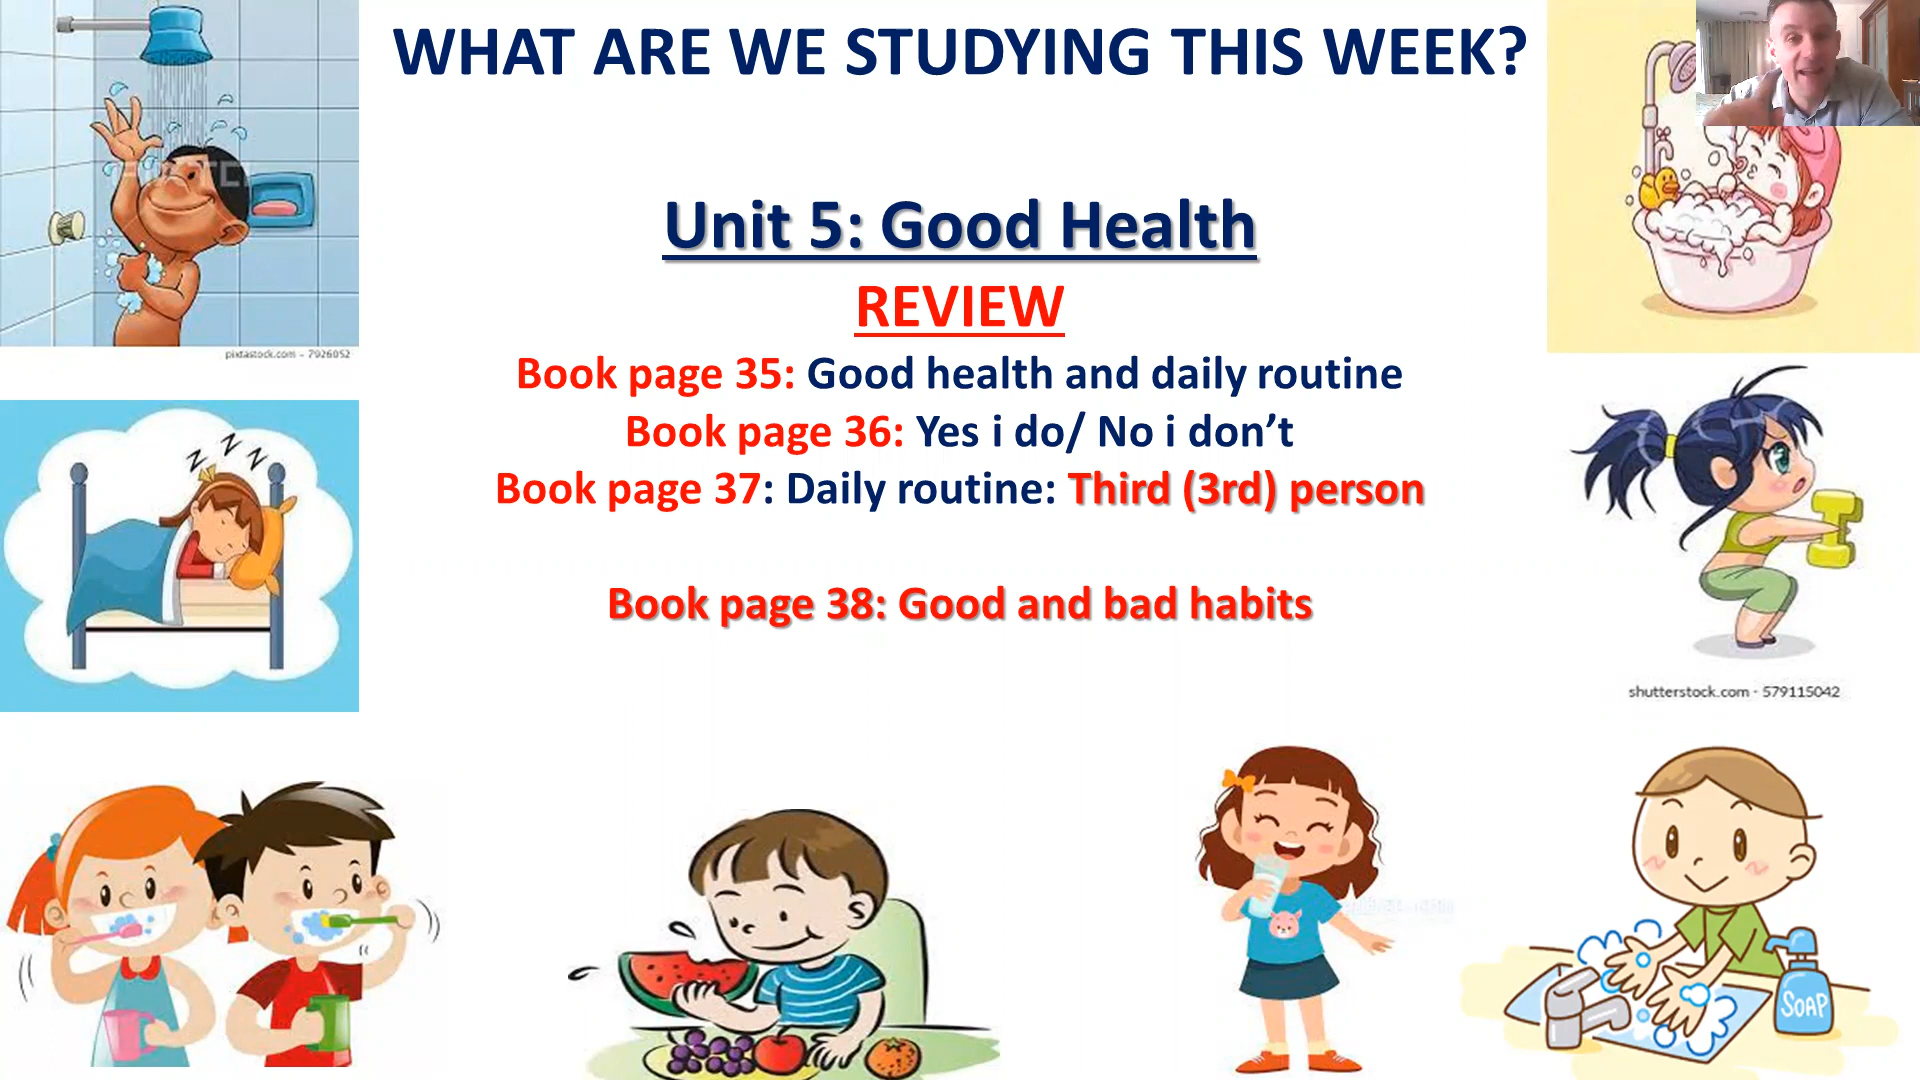 WHAT ARE WE STUDYING THIS WEEK?
Unit 5: Good Health
REVIEW
Book page 35: Good health and daily routine
Book page 36: Yes i do/ No i don't
Book page 37: Daily routine: Third (3rd) person
Book page 38: Good and bad habits
pixtastock.com - 7926052
z z z
shutterstock.com · 579115042
SOAP